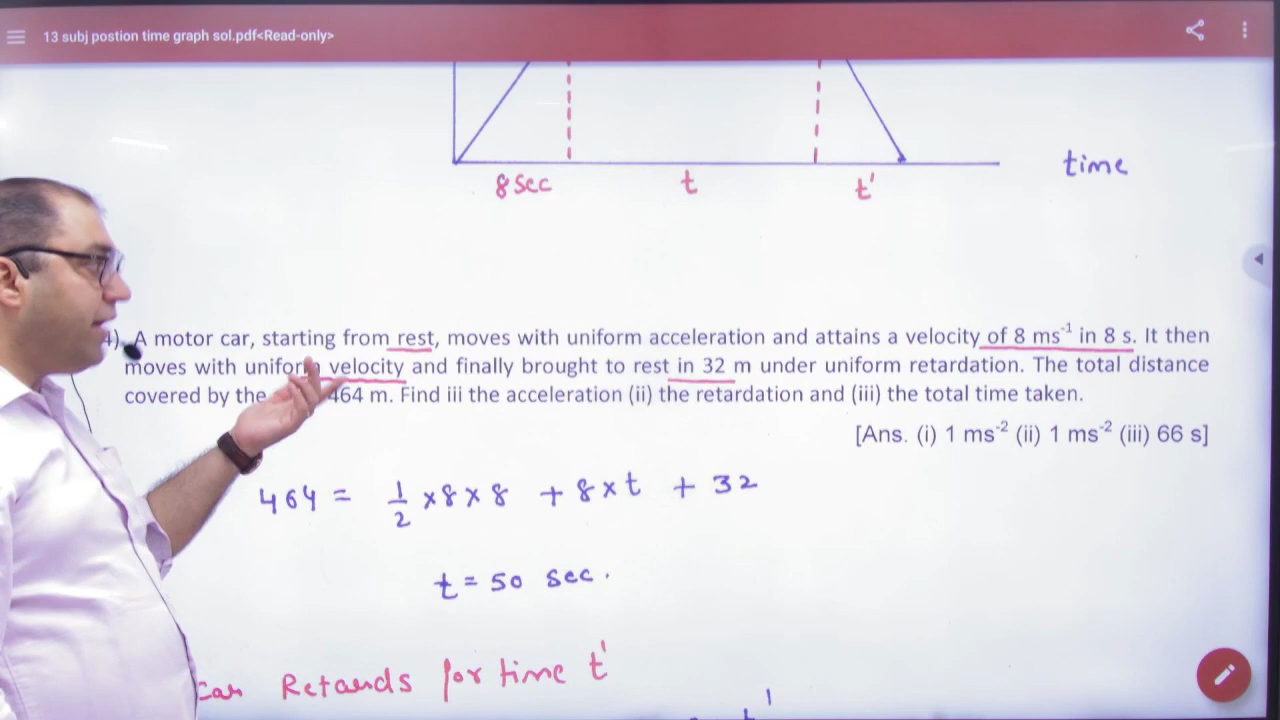 13 subj postion time graph sol.pdf<Read-only>
time
8 sec t t'
4). A motor car, starting from rest, moves with uniform acceleration and attains a velocity of 8 ms⁻¹ in 8 s. It then
moves with uniform velocity and finally brought to rest in 32 m under uniform retardation. The total distance
covered by the 464 m. Find iii the acceleration (ii) the retardation and (iii) the total time taken.
[Ans. (i) 1 ms⁻² (ii) 1 ms⁻² (iii) 66 s]
464 = 1/2 × 8 × 8 + 8 × t + 32
t = 50 sec.
car Retards for time t'